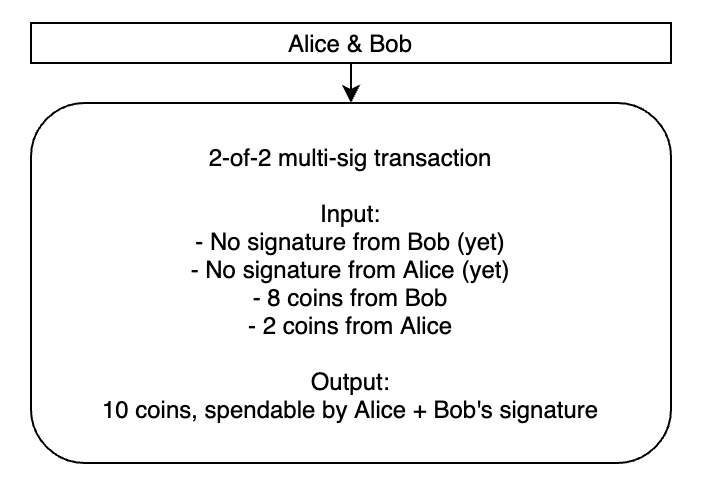 Alice & Bob
2-of-2 multi-sig transaction
Input:
- No signature from Bob (yet)
- No signature from Alice (yet)
- 8 coins from Bob
- 2 coins from Alice
Output:
10 coins, spendable by Alice + Bob's signature